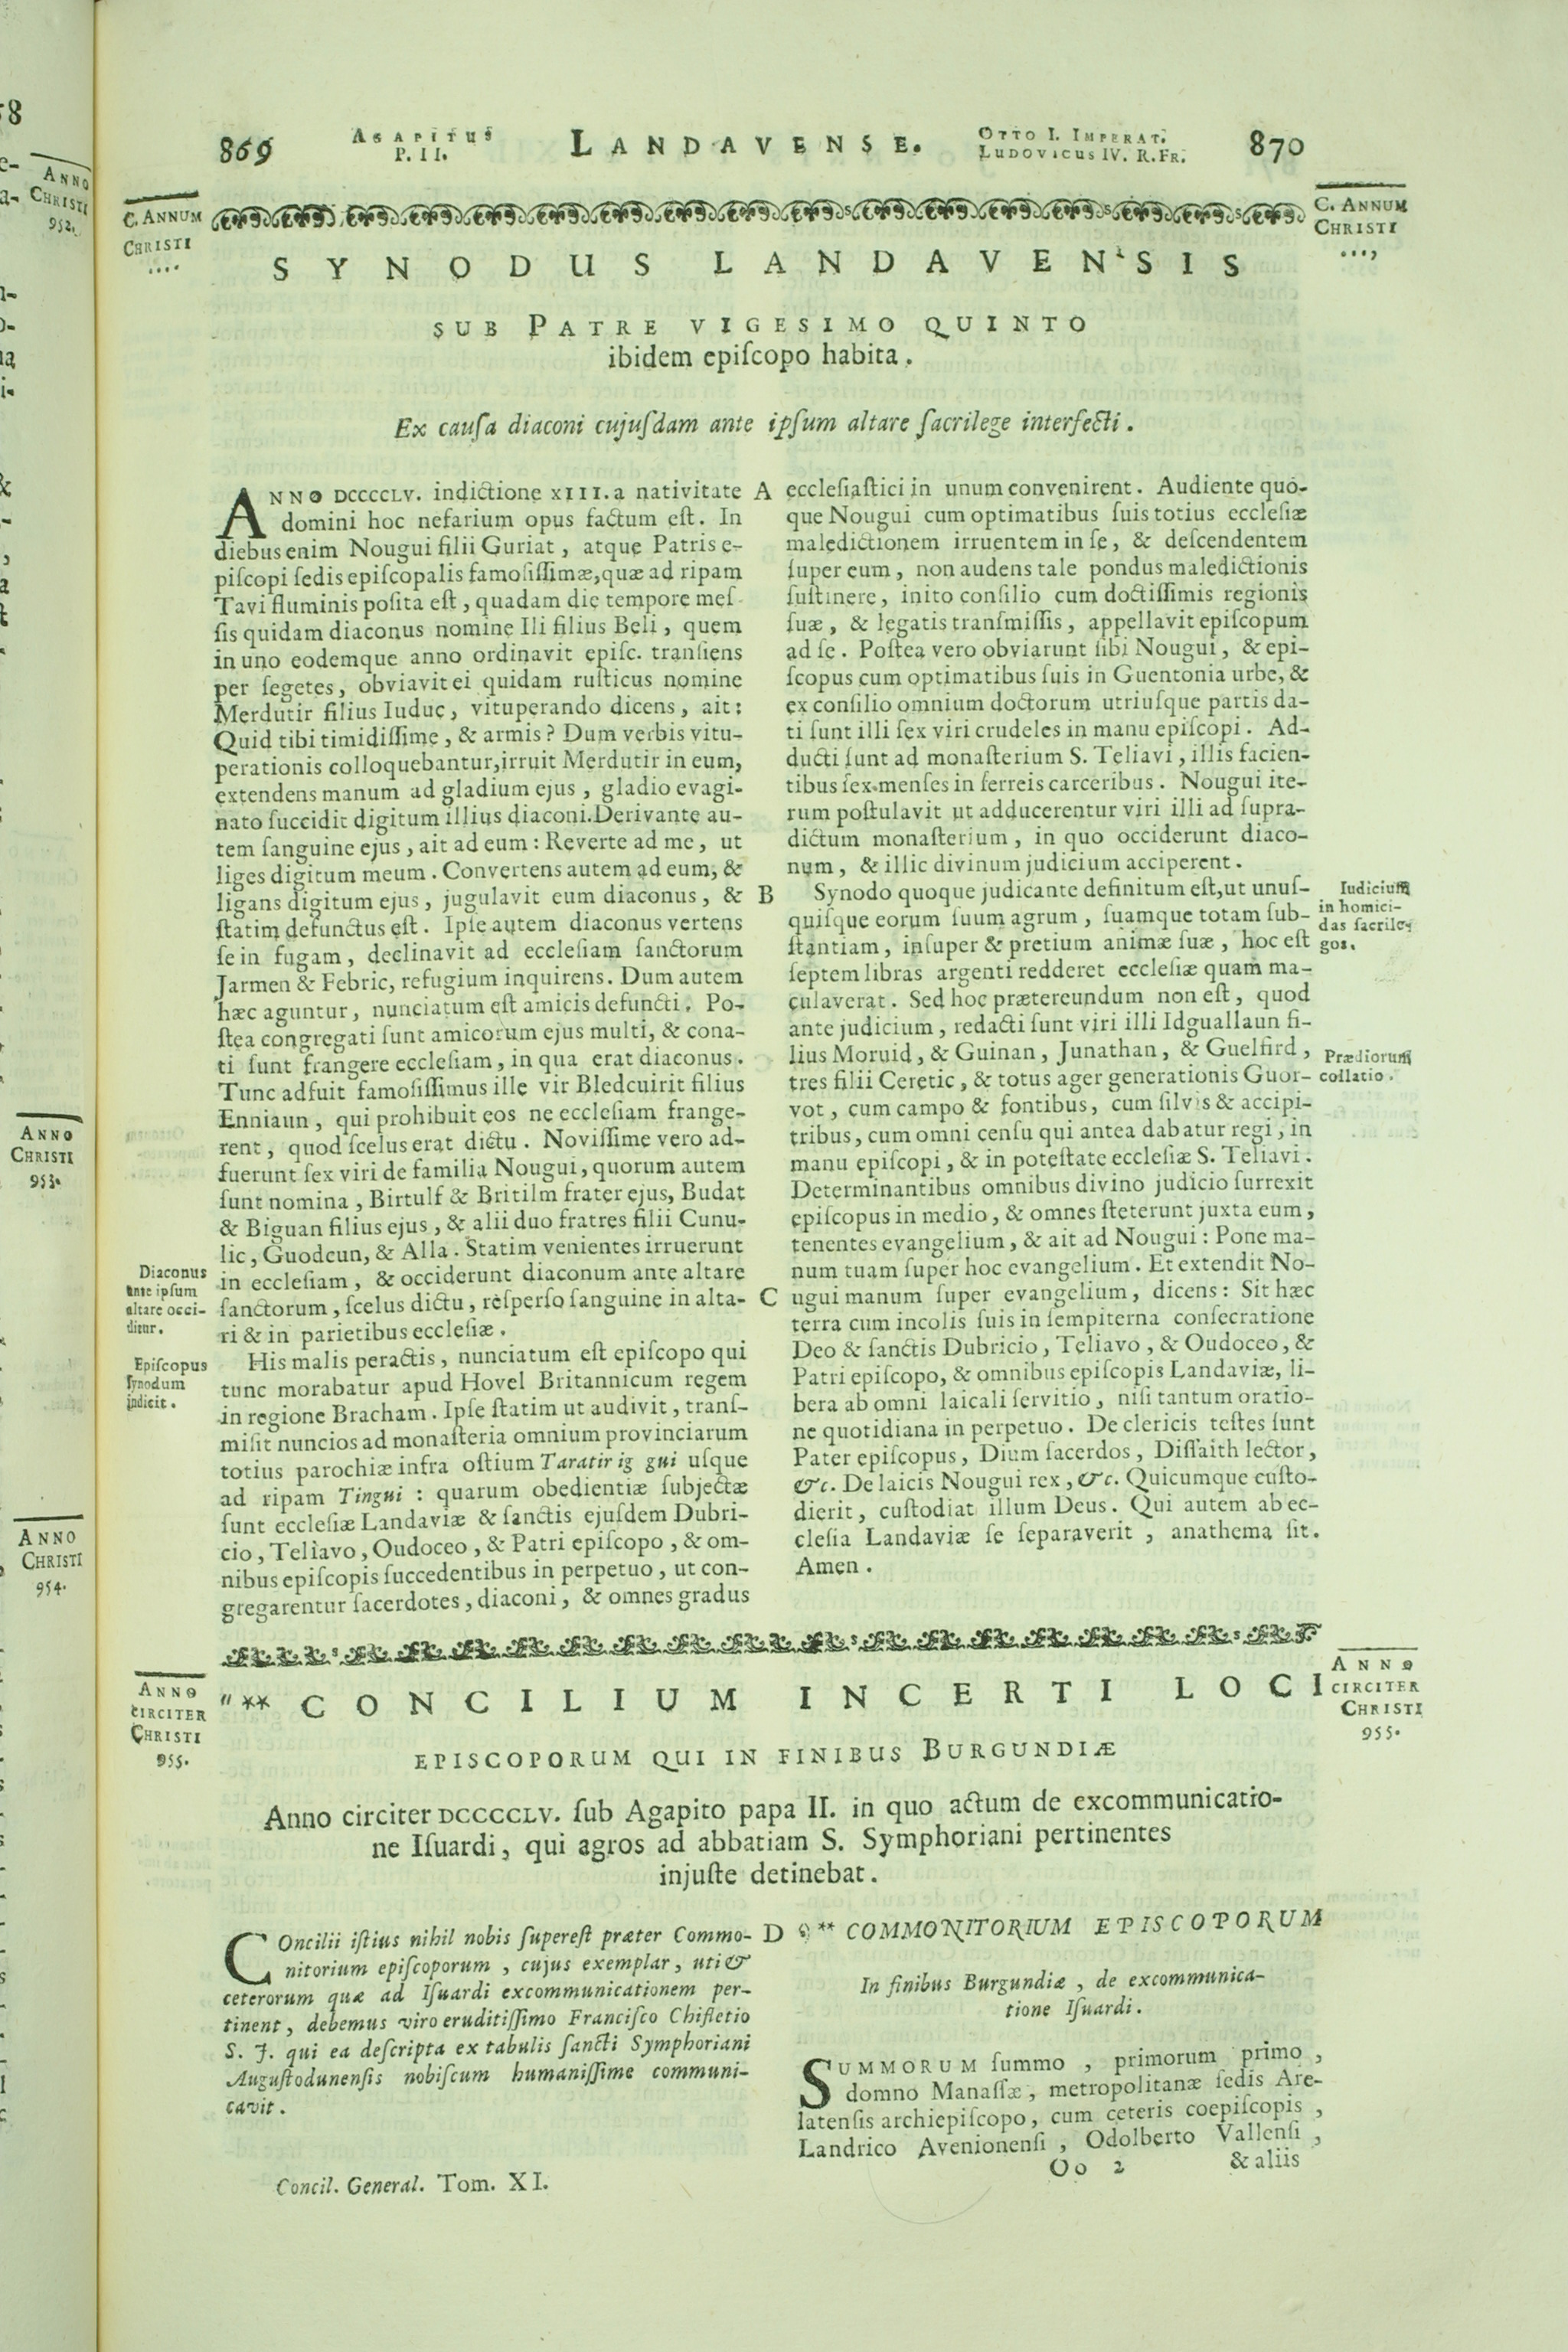 869
ASAPITUS
P. II.
LANDAVENSE.
OTTO I. IMPERAT.
LUDOVICUS IV. R. FR.
870
C. ANNUM
CHRISTI
....
C. ANNUM
CHRISTI
...,
SYNODUS LANDAVENSIS
SUB PATRE VIGESIMO QUINTO
ibidem epiſcopo habita.
Ex cauſa diaconi cujuſdam ante ipſum altare ſacrilege interfecti.
ANNO DCCCCLV. indictione XIII. a nativitate
domini hoc nefarium opus factum eſt. In
diebus enim Nougui filii Guriat, atque Patris e-
piſcopi ſedis epiſcopalis famoſiſſimæ, quæ ad ripam
Tavi fluminis poſita eſt, quadam die tempore meſ-
ſis quidam diaconus nomine Ili filius Beli, quem
in uno eodemque anno ordinavit epiſc. tranſiens
per ſegetes, obviavit ei quidam ruſticus nomine
Merdutir filius Iuduc, vituperando dicens, ait:
Quid tibi timidiſſime, & armis? Dum verbis vitu-
perationis colloquebantur, irruit Merdutir in eum,
extendens manum ad gladium ejus, gladio evagi-
nato ſuccidit digitum illius diaconi. Derivante au-
tem ſanguine ejus, ait ad eum: Reverte ad me, ut
liges digitum meum. Convertens autem ad eum, &
ligans digitum ejus, jugulavit eum diaconus, &
ſtatim defunctus eſt. Ipſe autem diaconus vertens
ſe in fugam, declinavit ad eccleſiam ſanctorum
Jarmen & Febric, refugium inquirens. Dum autem
hæc aguntur, nunciatum eſt amicis defuncti. Po-
ſtea congregati ſunt amicorum ejus multi, & cona-
ti ſunt frangere eccleſiam, in qua erat diaconus.
Tunc adfuit famoſiſſimus ille vir Bledcuirit filius
Enniaun, qui prohibuit eos ne eccleſiam frange-
rent, quod ſcelus erat dictu. Noviſſime vero ad-
fuerunt ſex viri de familia Nougui, quorum autem
ſunt nomina, Birtulf & Britilm frater ejus, Budat
& Biguan filius ejus, & alii duo fratres filii Cunu-
lic, Guodcun, & Alla. Statim venientes irruerunt
in eccleſiam, & occiderunt diaconum ante altare
ſanctorum, ſcelus dictu, reſperſo ſanguine in alta-
ri & in parietibus eccleſiæ.
Diaconus
ante ipſum
altare occi-
ditur.
His malis peractis, nunciatum eſt epiſcopo qui
tunc morabatur apud Hovel Britannicum regem
in regione Bracham. Ipſe ſtatim ut audivit, tranſ-
miſit nuncios ad monaſteria omnium provinciarum
totius parochiæ infra oſtium Taratir ig gui uſque
ad ripam Tingui: quarum obedientiæ ſubjectæ
ſunt eccleſiæ Landaviæ & ſanctis ejuſdem Dubri-
cio, Teliavo, Oudoceo, & Patri epiſcopo, & om-
nibus epiſcopis ſuccedentibus in perpetuo, ut con-
gregarentur ſacerdotes, diaconi, & omnes gradus
Epiſcopus
ſynodum
indicit.
A
B
C
eccleſiaſtici in unum convenirent. Audiente quo-
que Nougui cum optimatibus ſuis totius eccleſiæ
maledictionem irruentem in ſe, & deſcendentem
ſuper eum, non audens tale pondus maledictionis
ſuſtinere, inito conſilio cum doctiſſimis regionis
ſuæ, & legatis tranſmiſſis, appellavit epiſcopum
ad ſe. Poſtea vero obviarunt ſibi Nougui, & epi-
ſcopus cum optimatibus ſuis in Guentonia urbe, &
ex conſilio omnium doctorum utriuſque partis da-
ti ſunt illi ſex viri crudeles in manu epiſcopi. Ad-
ducti ſunt ad monaſterium S. Teliavi, illis facien-
tibus ſex menſes in ferreis carceribus. Nougui ite-
rum poſtulavit ut adducerentur viri illi ad ſupra-
dictum monaſterium, in quo occiderunt diaco-
num, & illic divinum judicium acciperent.
Synodo quoque judicante definitum eſt, ut unuſ-
quiſque eorum ſuum agrum, ſuamque totam ſub-
ſtantiam, inſuper & pretium animæ ſuæ, hoc eſt
ſeptem libras argenti redderet eccleſiæ quam ma-
culaverat. Sed hoc prætereundum non eſt, quod
ante judicium, redacti ſunt viri illi Idguallaun fi-
lius Moruid, & Guinan, Junathan, & Guelfird,
tres filii Ceretic, & totus ager generationis Guor-
vot, cum campo & fontibus, cum ſilvis & accipi-
tribus, cum omni cenſu qui antea dabatur regi, in
manu epiſcopi, & in poteſtate eccleſiæ S. Teliavi.
Determinantibus omnibus divino judicio ſurrexit
epiſcopus in medio, & omnes ſteterunt juxta eum,
tenentes evangelium, & ait ad Nougui: Pone ma-
num tuam ſuper hoc evangelium. Et extendit No-
ugui manum ſuper evangelium, dicens: Sit hæc
terra cum incolis ſuis in ſempiterna conſecratione
Deo & ſanctis Dubricio, Teliavo, & Oudoceo, &
Patri epiſcopo, & omnibus epiſcopis Landaviæ, li-
bera ab omni laicali ſervitio, niſi tantum oratio-
ne quotidiana in perpetuo. De clericis teſtes ſunt
Pater epiſcopus, Dium ſacerdos, Diſſaith lector,
&c. De laicis Nougui rex, &c. Quicumque cuſto-
dierit, cuſtodiat illum Deus. Qui autem ab ec-
cleſia Landaviæ ſe ſeparaverit, anathema ſit.
Amen.
Iudicium
in homici-
das ſacrile-
gos.
Prædiorum
collatio.
ANNO
CIRCITER
CHRISTI
955.
"** CONCILIUM INCERTI LOCI
ANNO
CIRCITER
CHRISTI
955.
EPISCOPORUM QUI IN FINIBUS BURGUNDIÆ
Anno circiter DCCCCLV. ſub Agapito papa II. in quo actum de excommunicatio-
ne Iſuardi, qui agros ad abbatiam S. Symphoriani pertinentes
injuſte detinebat.
COncilii iſtius nihil nobis ſupereſt præter Commo-
nitorium epiſcoporum, cujus exemplar, uti &
ceterorum quæ ad Iſuardi excommunicationem per-
tinent, debemus viro eruditiſſimo Franciſco Chifletio
S. J. qui ea deſcripta ex tabulis ſancti Symphoriani
Auguſtodunenſis nobiſcum humaniſſime communi-
cavit.
D
** COMMONITORIUM EPISCOPORUM
In finibus Burgundiæ, de excommunica-
tione Iſuardi.
SUMMORUM ſummo, primorum primo,
domno Manaſſæ, metropolitanæ ſedis Are-
latenſis archiepiſcopo, cum ceteris coepiſcopis,
Landrico Avenionenſi, Odolberto Vallenſi,
Concil. General. Tom. XI.
Oo 2
& aliis
58
ANNO
CHRISTI
952.
ANNO
CHRISTI
953.
ANNO
CHRISTI
954.